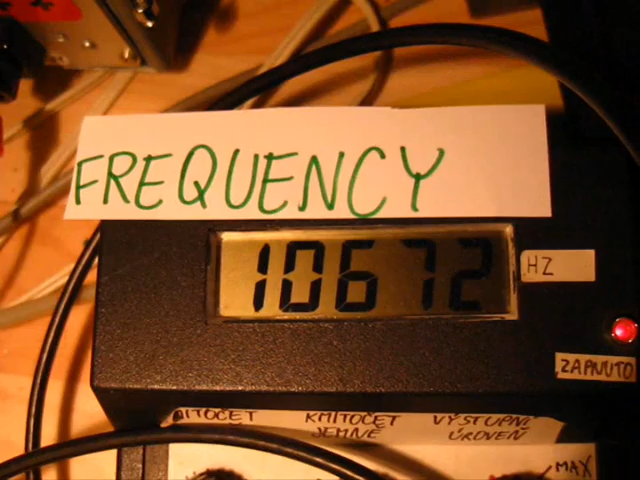 FREQUENCY
10672
HZ
ZAPNUTO
KMITOČET VÝSTUPNÍ
JEMNĚ ÚROVEŇ
MAX